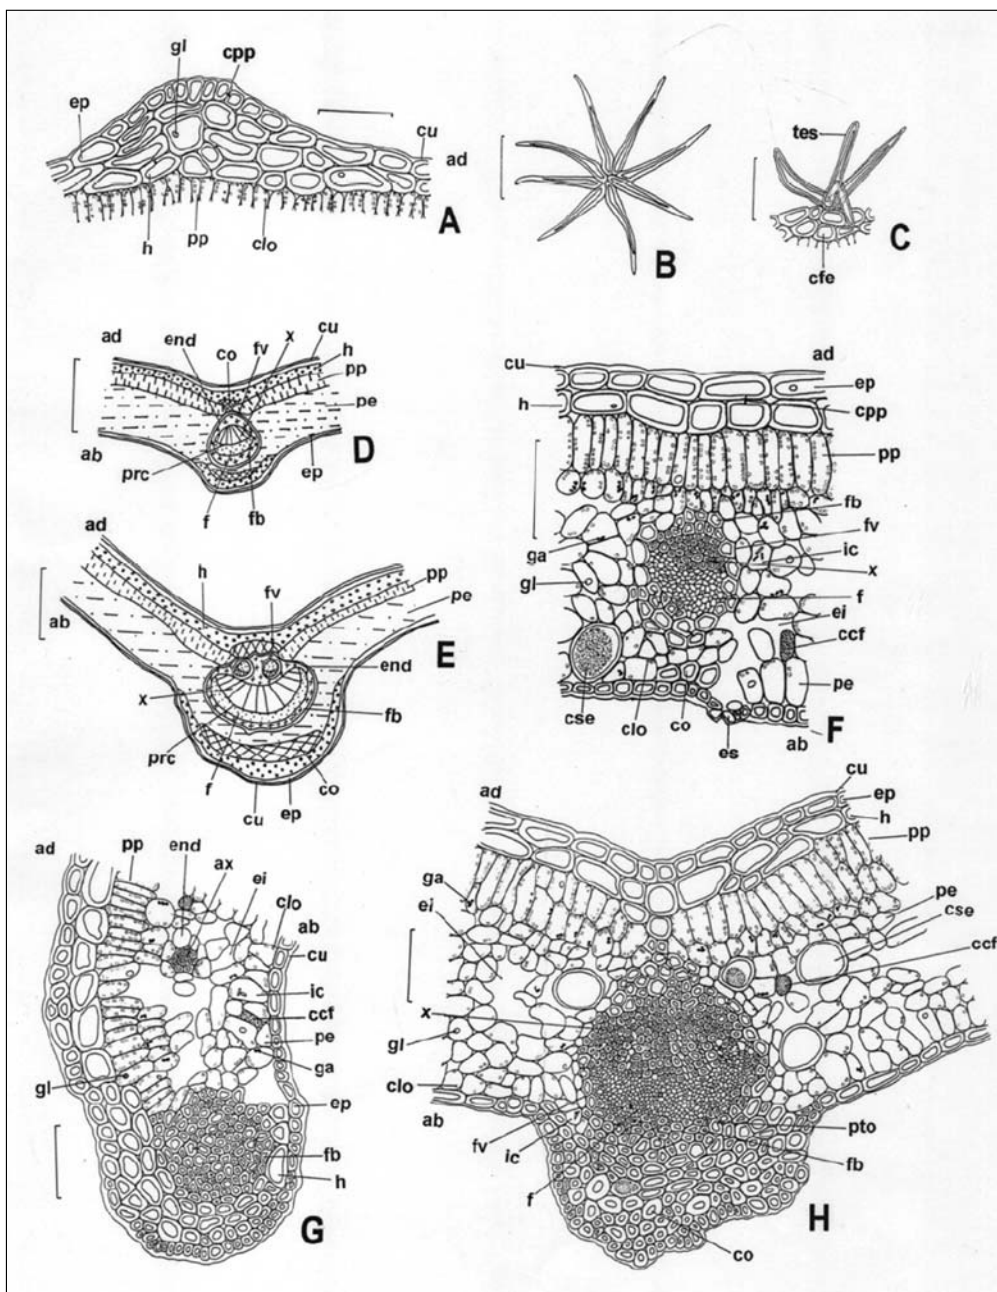 gl
cpp
ep
cu
ad
h
pp
clo
A
B
tes
cfe
C
ad
end
co
fv
x
cu
h
pp
pe
ab
prc
f
fb
ep
D
ad
ab
h
fv
pp
pe
E
end
x
fb
prc
f
cu
ep
co
ad
cu
ep
h
cpp
pp
fb
fv
ga
ic
x
gl
f
ei
ccf
pe
cse
clo
co
es
ab
F
ad
pp
end
ax
ei
clo
ab
cu
ic
ccf
pe
ga
gl
ep
fb
h
G
ad
cu
ep
h
pp
ga
ei
pe
cse
ccf
x
gl
clo
ab
fv
ic
pto
fb
f
co
H